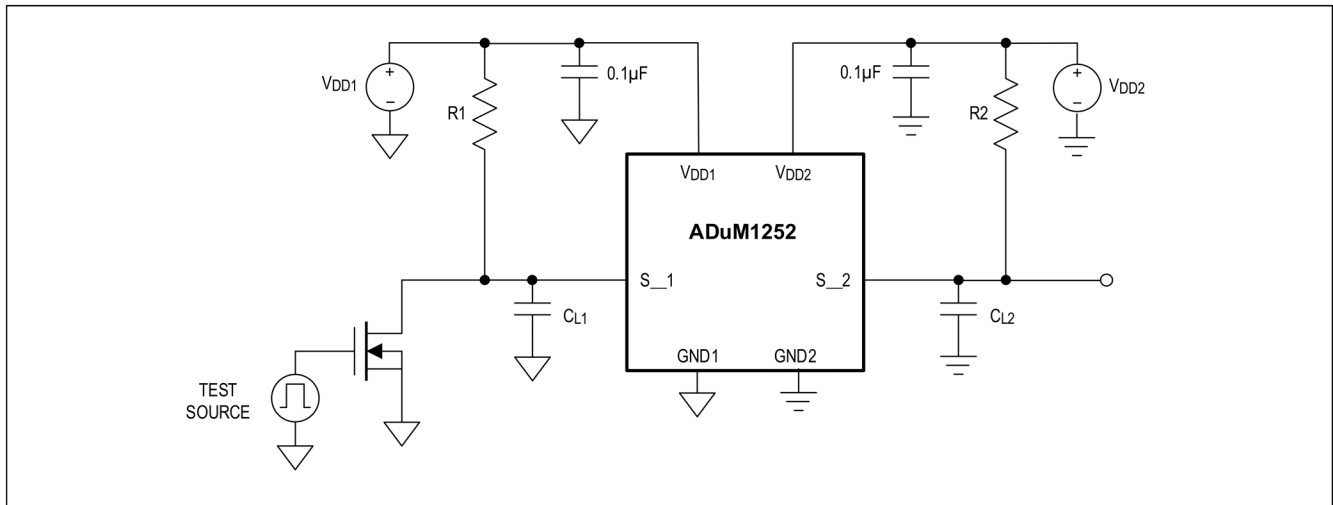 VDD1
+
−
R1
0.1µF
0.1µF
R2
+
−
VDD2
VDD1
VDD2
ADuM1252
S__1
S__2
CL1
CL2
GND1
GND2
TEST
SOURCE